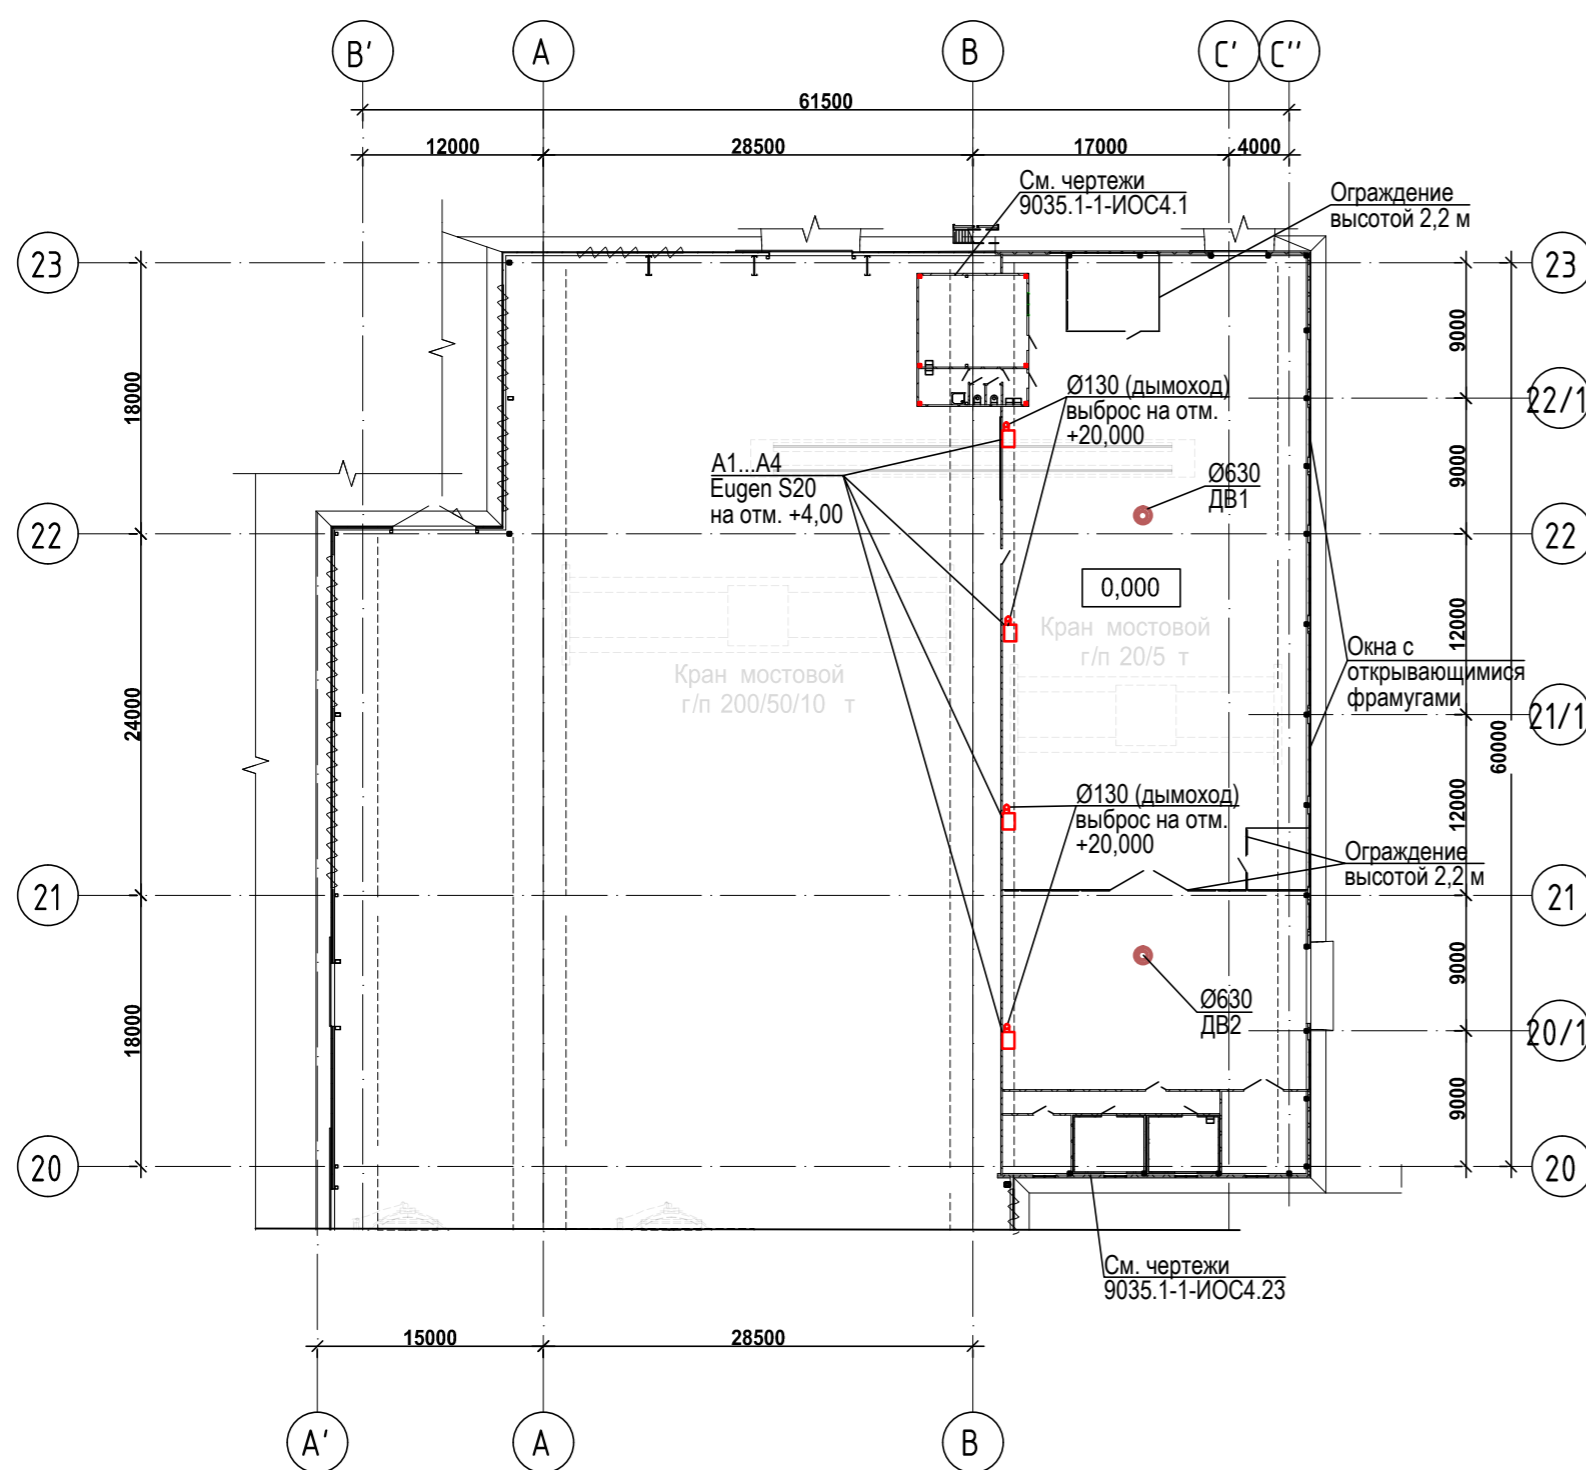 B' A B C' C''
61500
12000 28500 17000 4000
См. чертежи
9035.1-1-ИОС4.1
Ограждение
высотой 2,2 м
23 23
9000
18000
22/1
Ø130 (дымоход)
выброс на отм.
+20,000
9000
А1...А4
Eugen S20
на отм. +4,00
Ø630
ДВ1
22 22
0,000
12000
Кран мостовой
г/п 20/5 т
Окна с
открывающимися
фрамугами
Кран мостовой
г/п 200/50/10 т
24000
21/1
60000
12000
Ø130 (дымоход)
выброс на отм.
+20,000
Ограждение
высотой 2,2 м
21 21
9000
Ø630
ДВ2
18000
20/1
9000
20 20
См. чертежи
9035.1-1-ИОС4.23
15000 28500
A' A B